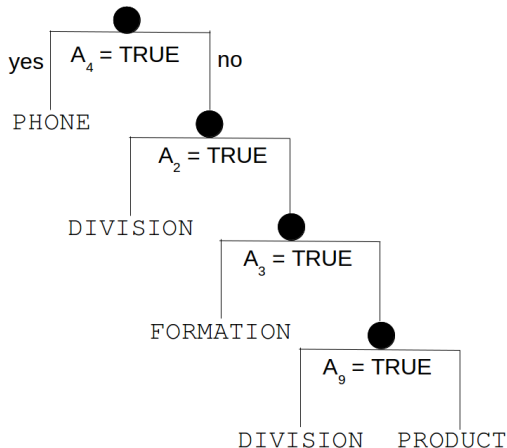 yes A₄ = TRUE no
PHONE
A₂ = TRUE
DIVISION
A₃ = TRUE
FORMATION
A₉ = TRUE
DIVISION PRODUCT